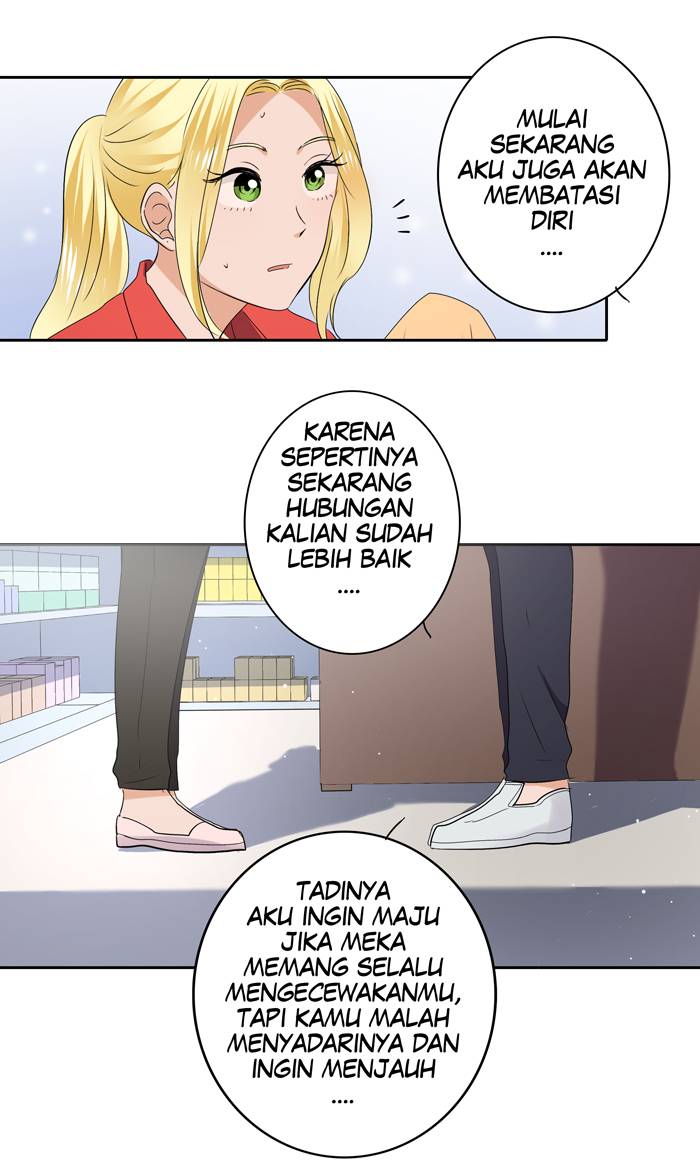 MULAI
SEKARANG
AKU JUGA AKAN
MEMBATASI
DIRI
....
KARENA
SEPERTINYA
SEKARANG
HUBUNGAN
KALIAN SUDAH
LEBIH BAIK
....
TADINYA
AKU INGIN MAJU
JIKA MEKA
MEMANG SELALU
MENGECEWAKANMU,
TAPI KAMU MALAH
MENYADARINYA DAN
INGIN MENJAUH
....